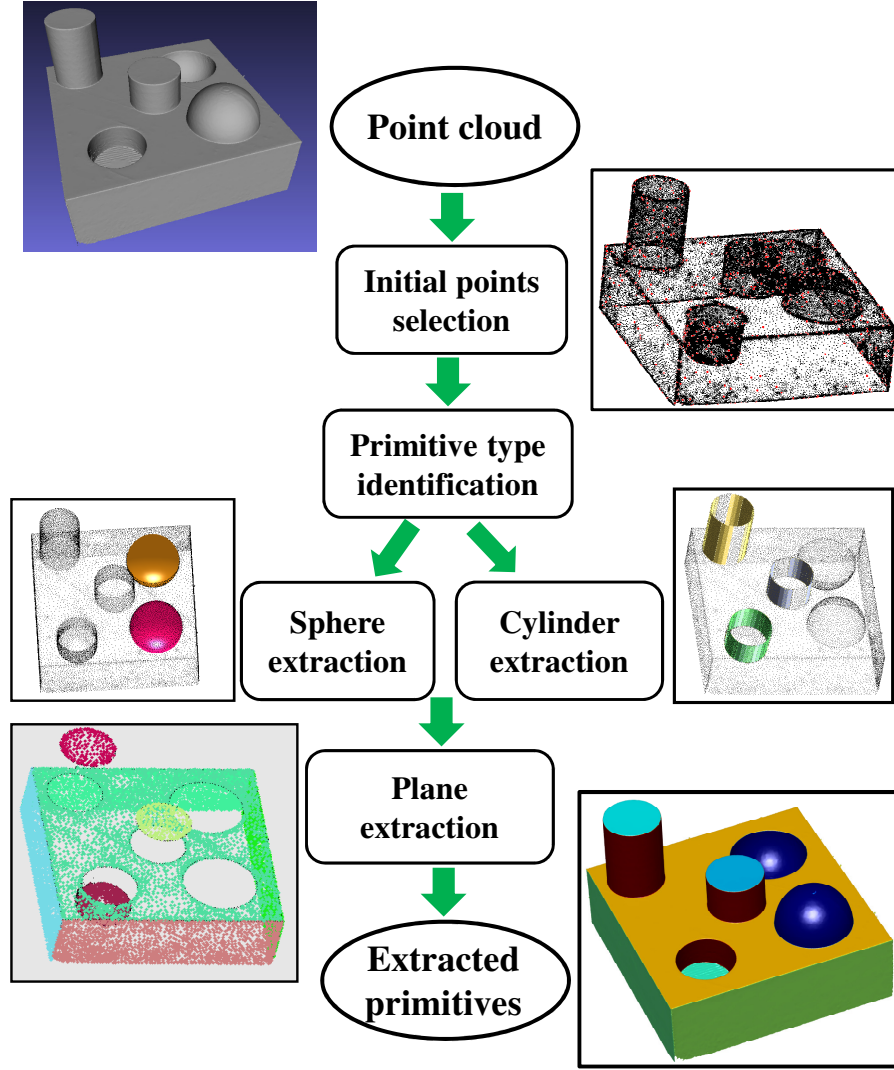 Point cloud
Initial points
selection
Primitive type
identification
Sphere
extraction
Cylinder
extraction
Plane
extraction
Extracted
primitives